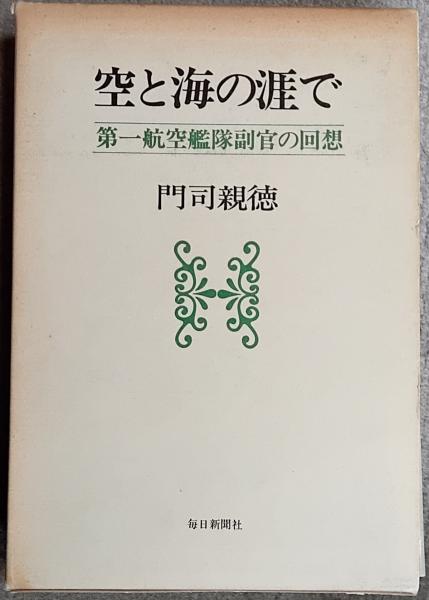 空と海の涯で
第一航空艦隊副官の回想
門司親徳
毎日新聞社